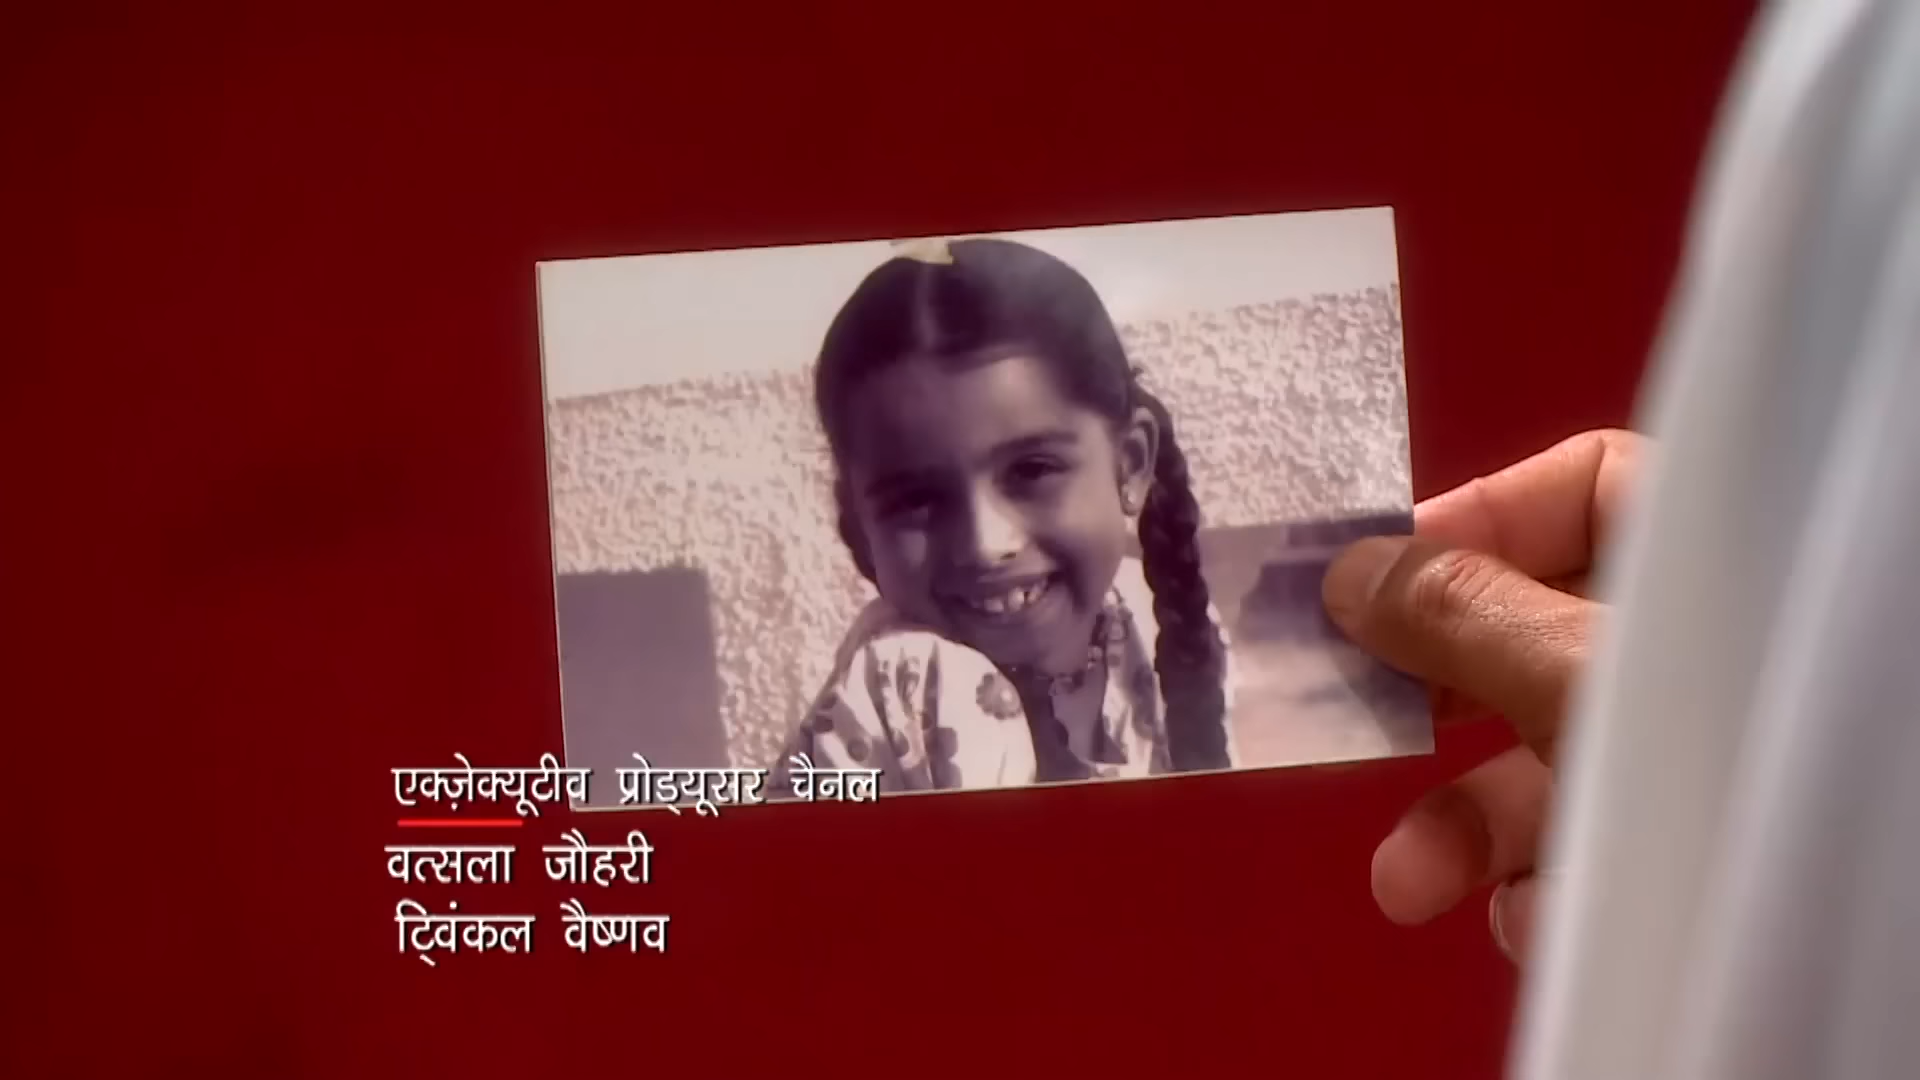 एक्ज़ेक्यूटीव प्रोड्यूसर चैनल
वत्सला जौहरी
ट्विंकल वैष्णव